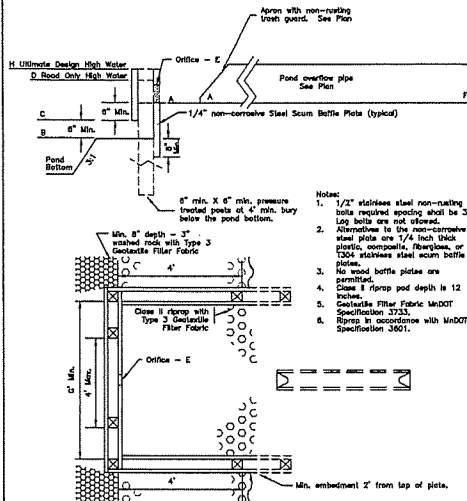 Apron with non-rusting
trash guard. See Plan
H Ultimate Design High Water
D Road Only High Water
Orifice - E
A
A
Pond overflow pipe
See Plan
F
C
6" Min.
B
6" Min.
1/4" non-corrosive Steel Scum Baffle Plate (typical)
Pond
Bottom
3:1
6"
Min.
6" min. X 6" min. pressure
treated posts at 4' min. bury
below the pond bottom.
Notes:
1. 1/2" stainless steel non-rusting
bolts required spacing shall be 3
Lag bolts are not allowed.
2. Alternatives to the non-corrosive
steel plate are 1/4 inch thick
plastic, composite, fiberglass, or
T304 stainless steel scum baffle
plates.
3. No wood baffle plates are
permitted.
4. Class II riprap pad depth is 12
inches.
5. Geotextile Filter Fabric MnDOT
Specification 3733.
6. Riprap in accordance with MnDOT
Specification 3601.
Min. 8" depth - 3"
washed rock with Type 3
Geotextile Filter Fabric
4'
Class II riprap with
Type 3 Geotextile
Filter Fabric
Orifice - E
6' Min.
4' Max.
4'
Min. embedment 2' from top of plate.